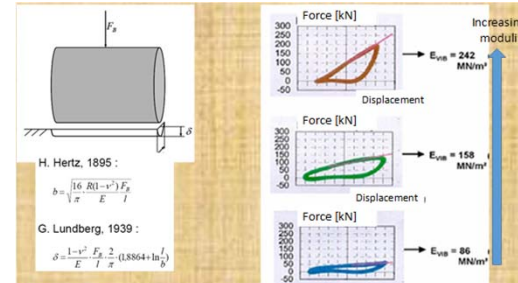 F_B
δ
H. Hertz, 1895 :
b = √(16/π · R(1−ν²)/E · F_B/l)
G. Lundberg, 1939 :
δ = (1−ν²)/E · F_B/l · 2/π · (1,8864 + ln l/b)
Increasing
moduli
Force [kN]
300
250
200
150
100
50
0
-50
E_VIB = 242
MN/m²
Displacement
Force [kN]
300
250
200
150
100
50
0
-50
E_VIB = 158
MN/m²
Displacement
Force [kN]
300
250
200
150
100
50
0
-50
E_VIB = 86
MN/m²